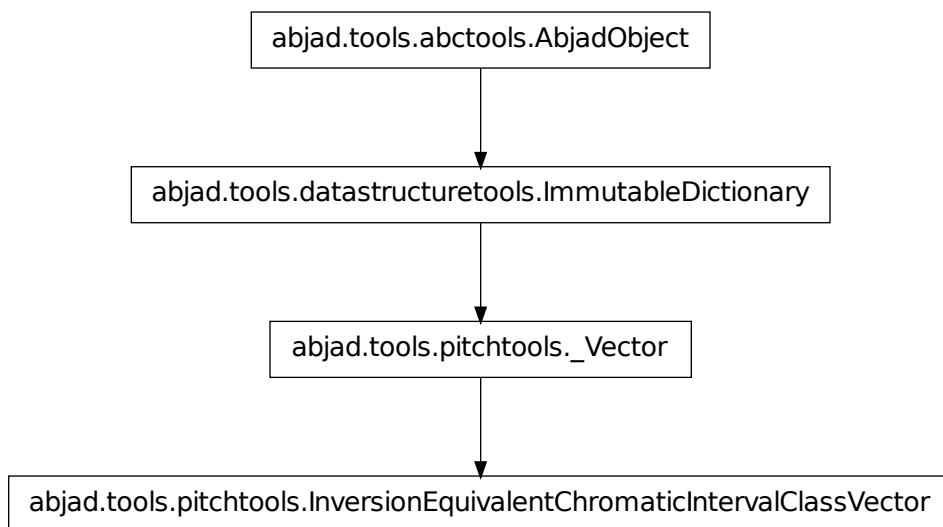 abjad.tools.abctools.AbjadObject
abjad.tools.datastructuretools.ImmutableDictionary
abjad.tools.pitchtools._Vector
abjad.tools.pitchtools.InversionEquivalentChromaticIntervalClassVector